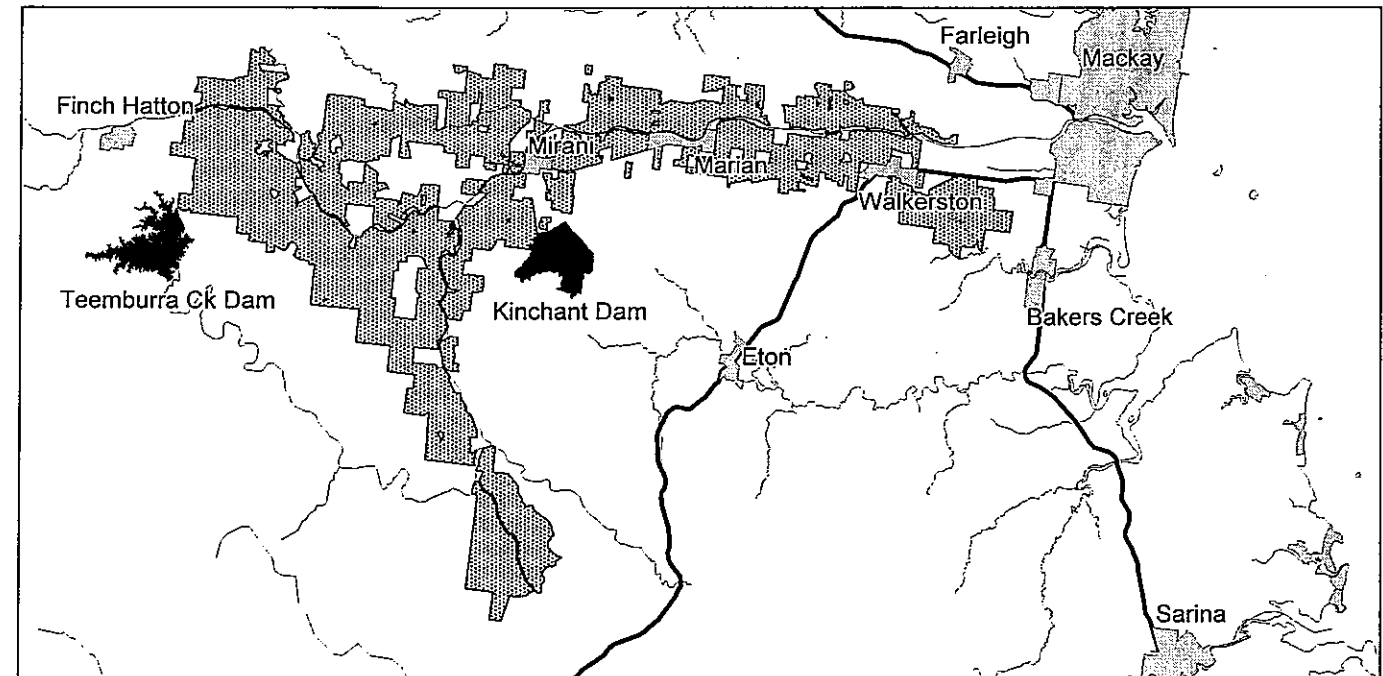 Farleigh
Mackay
Finch Hatton
Mirani
Marian
Walkerston
Teemburra Ck Dam
Kinchant Dam
Bakers Creek
Eton
Sarina